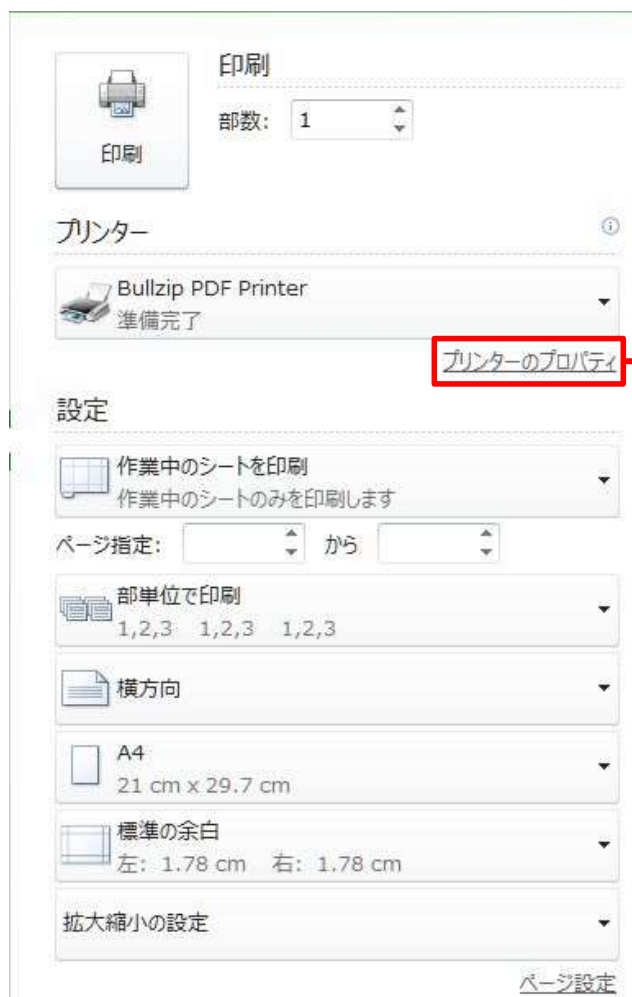 印刷
部数: 1
印刷
プリンター
Bullzip PDF Printer
準備完了
プリンターのプロパティ
設定
作業中のシートを印刷
作業中のシートのみを印刷します
ページ指定: から
部単位で印刷
1,2,3 1,2,3 1,2,3
横方向
A4
21 cm x 29.7 cm
標準の余白
左: 1.78 cm 右: 1.78 cm
拡大縮小の設定
ページ設定